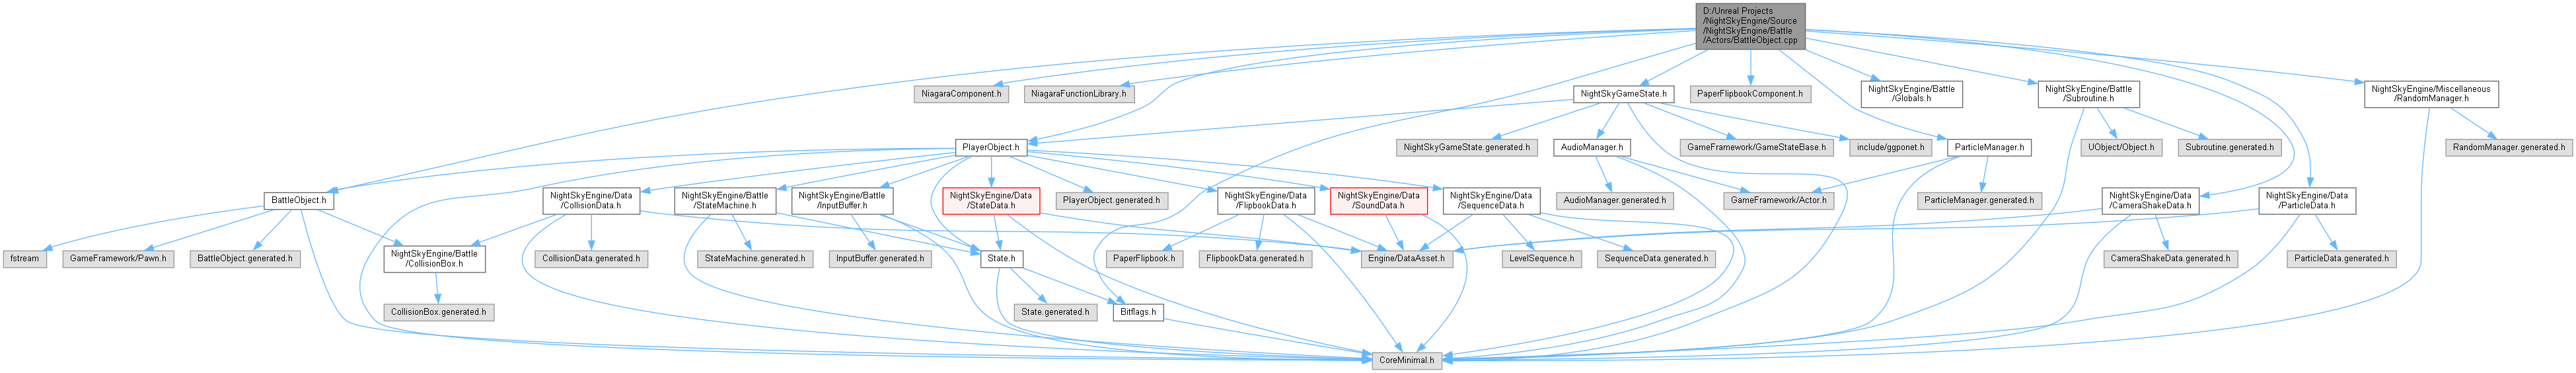 D:/Unreal Projects
/NightSkyEngine/Source
/NightSkyEngine/Battle
/Actors/BattleObject.cpp
NiagaraComponent.h
NiagaraFunctionLibrary.h
NightSkyGameState.h
PaperFlipbookComponent.h
NightSkyEngine/Battle
/Globals.h
NightSkyEngine/Battle
/Subroutine.h
NightSkyEngine/Miscellaneous
/RandomManager.h
PlayerObject.h
NightSkyGameState.generated.h
AudioManager.h
GameFramework/GameStateBase.h
include/ggponet.h
ParticleManager.h
UObject/Object.h
Subroutine.generated.h
RandomManager.generated.h
BattleObject.h
NightSkyEngine/Data
/CollisionData.h
NightSkyEngine/Battle
/StateMachine.h
NightSkyEngine/Battle
/InputBuffer.h
NightSkyEngine/Data
/StateData.h
PlayerObject.generated.h
NightSkyEngine/Data
/FlipbookData.h
NightSkyEngine/Data
/SoundData.h
NightSkyEngine/Data
/SequenceData.h
AudioManager.generated.h
GameFramework/Actor.h
ParticleManager.generated.h
NightSkyEngine/Data
/CameraShakeData.h
NightSkyEngine/Data
/ParticleData.h
fstream
GameFramework/Pawn.h
BattleObject.generated.h
NightSkyEngine/Battle
/CollisionBox.h
CollisionData.generated.h
StateMachine.generated.h
InputBuffer.generated.h
State.h
PaperFlipbook.h
FlipbookData.generated.h
Engine/DataAsset.h
LevelSequence.h
SequenceData.generated.h
CameraShakeData.generated.h
ParticleData.generated.h
CollisionBox.generated.h
State.generated.h
Bitflags.h
CoreMinimal.h